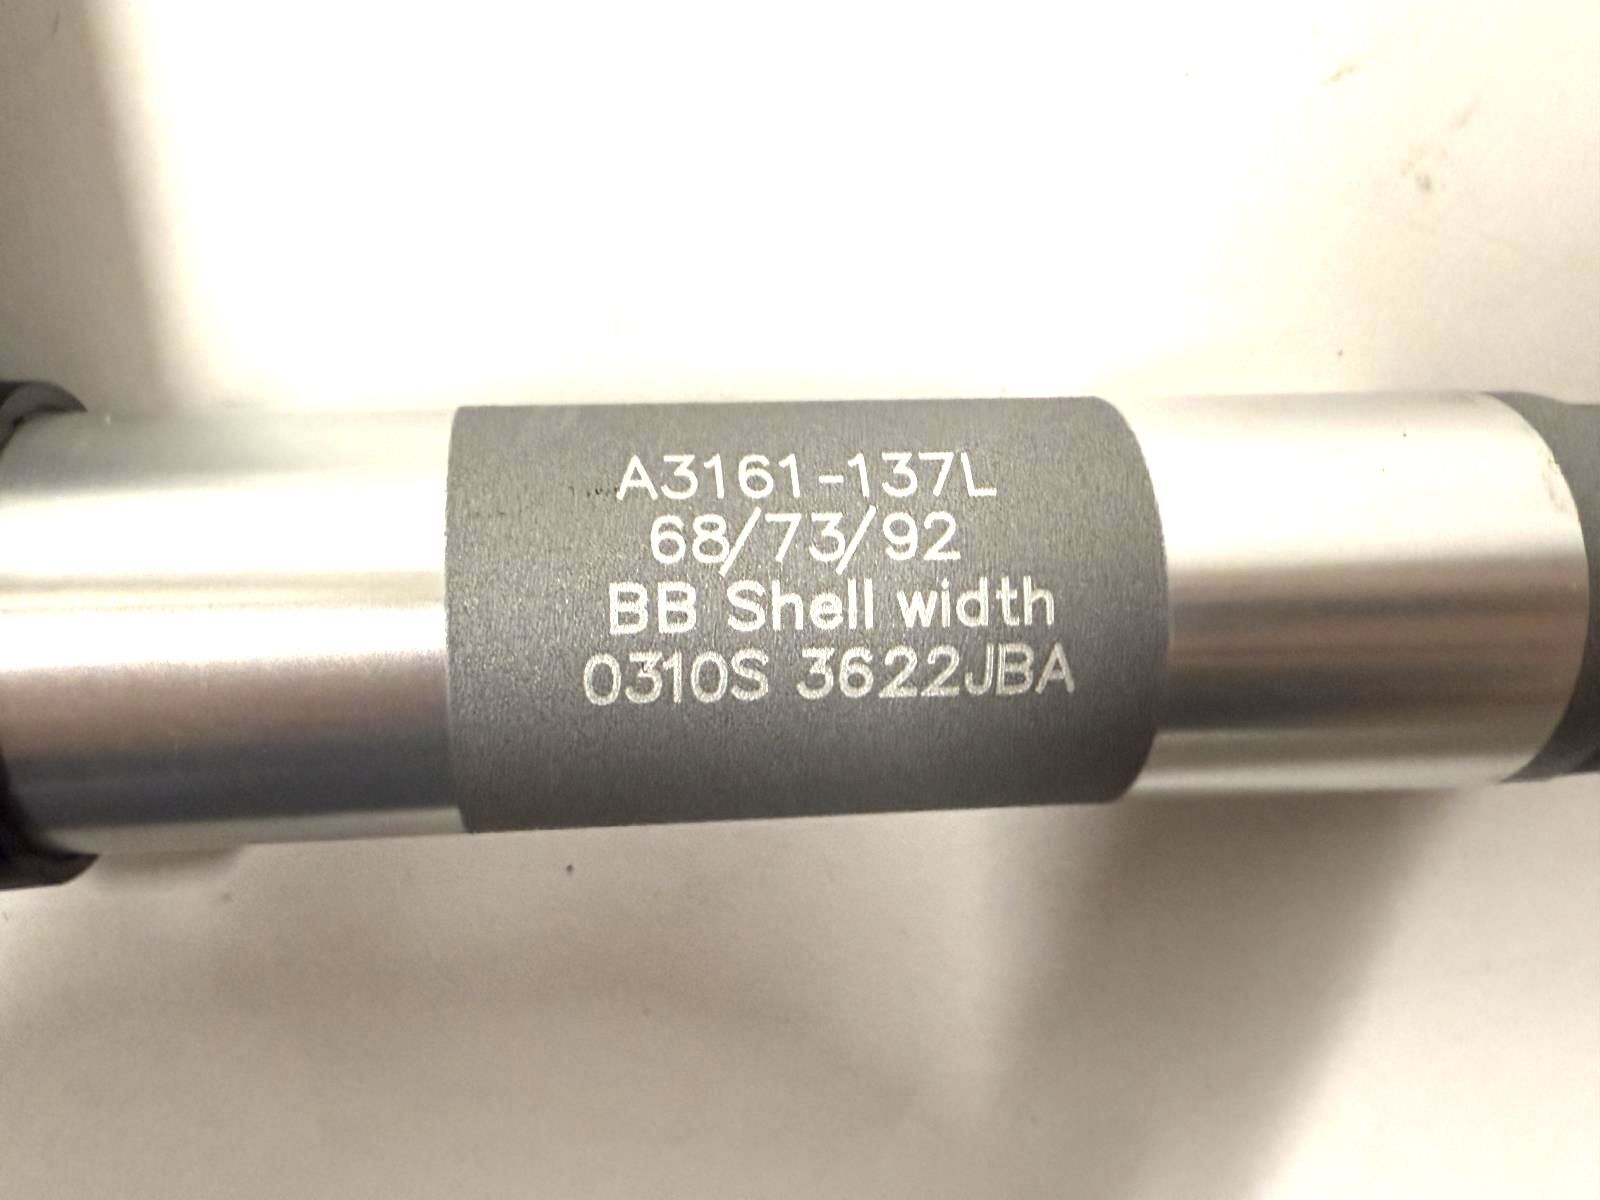 A3161-137L
68/73/92
BB Shell width
0310S 3622JBA